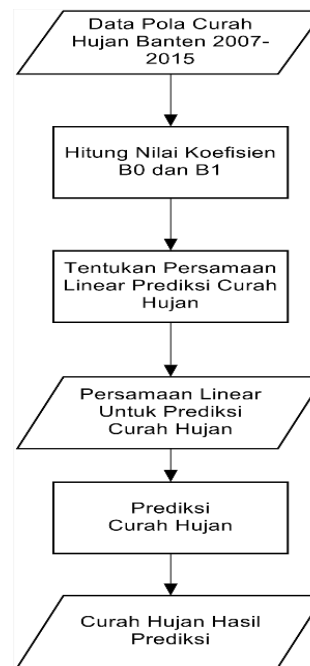 Data Pola Curah
Hujan Banten 2007-
2015
Hitung Nilai Koefisien
B0 dan B1
Tentukan Persamaan
Linear Prediksi Curah
Hujan
Persamaan Linear
Untuk Prediksi
Curah Hujan
Prediksi
Curah Hujan
Curah Hujan Hasil
Prediksi